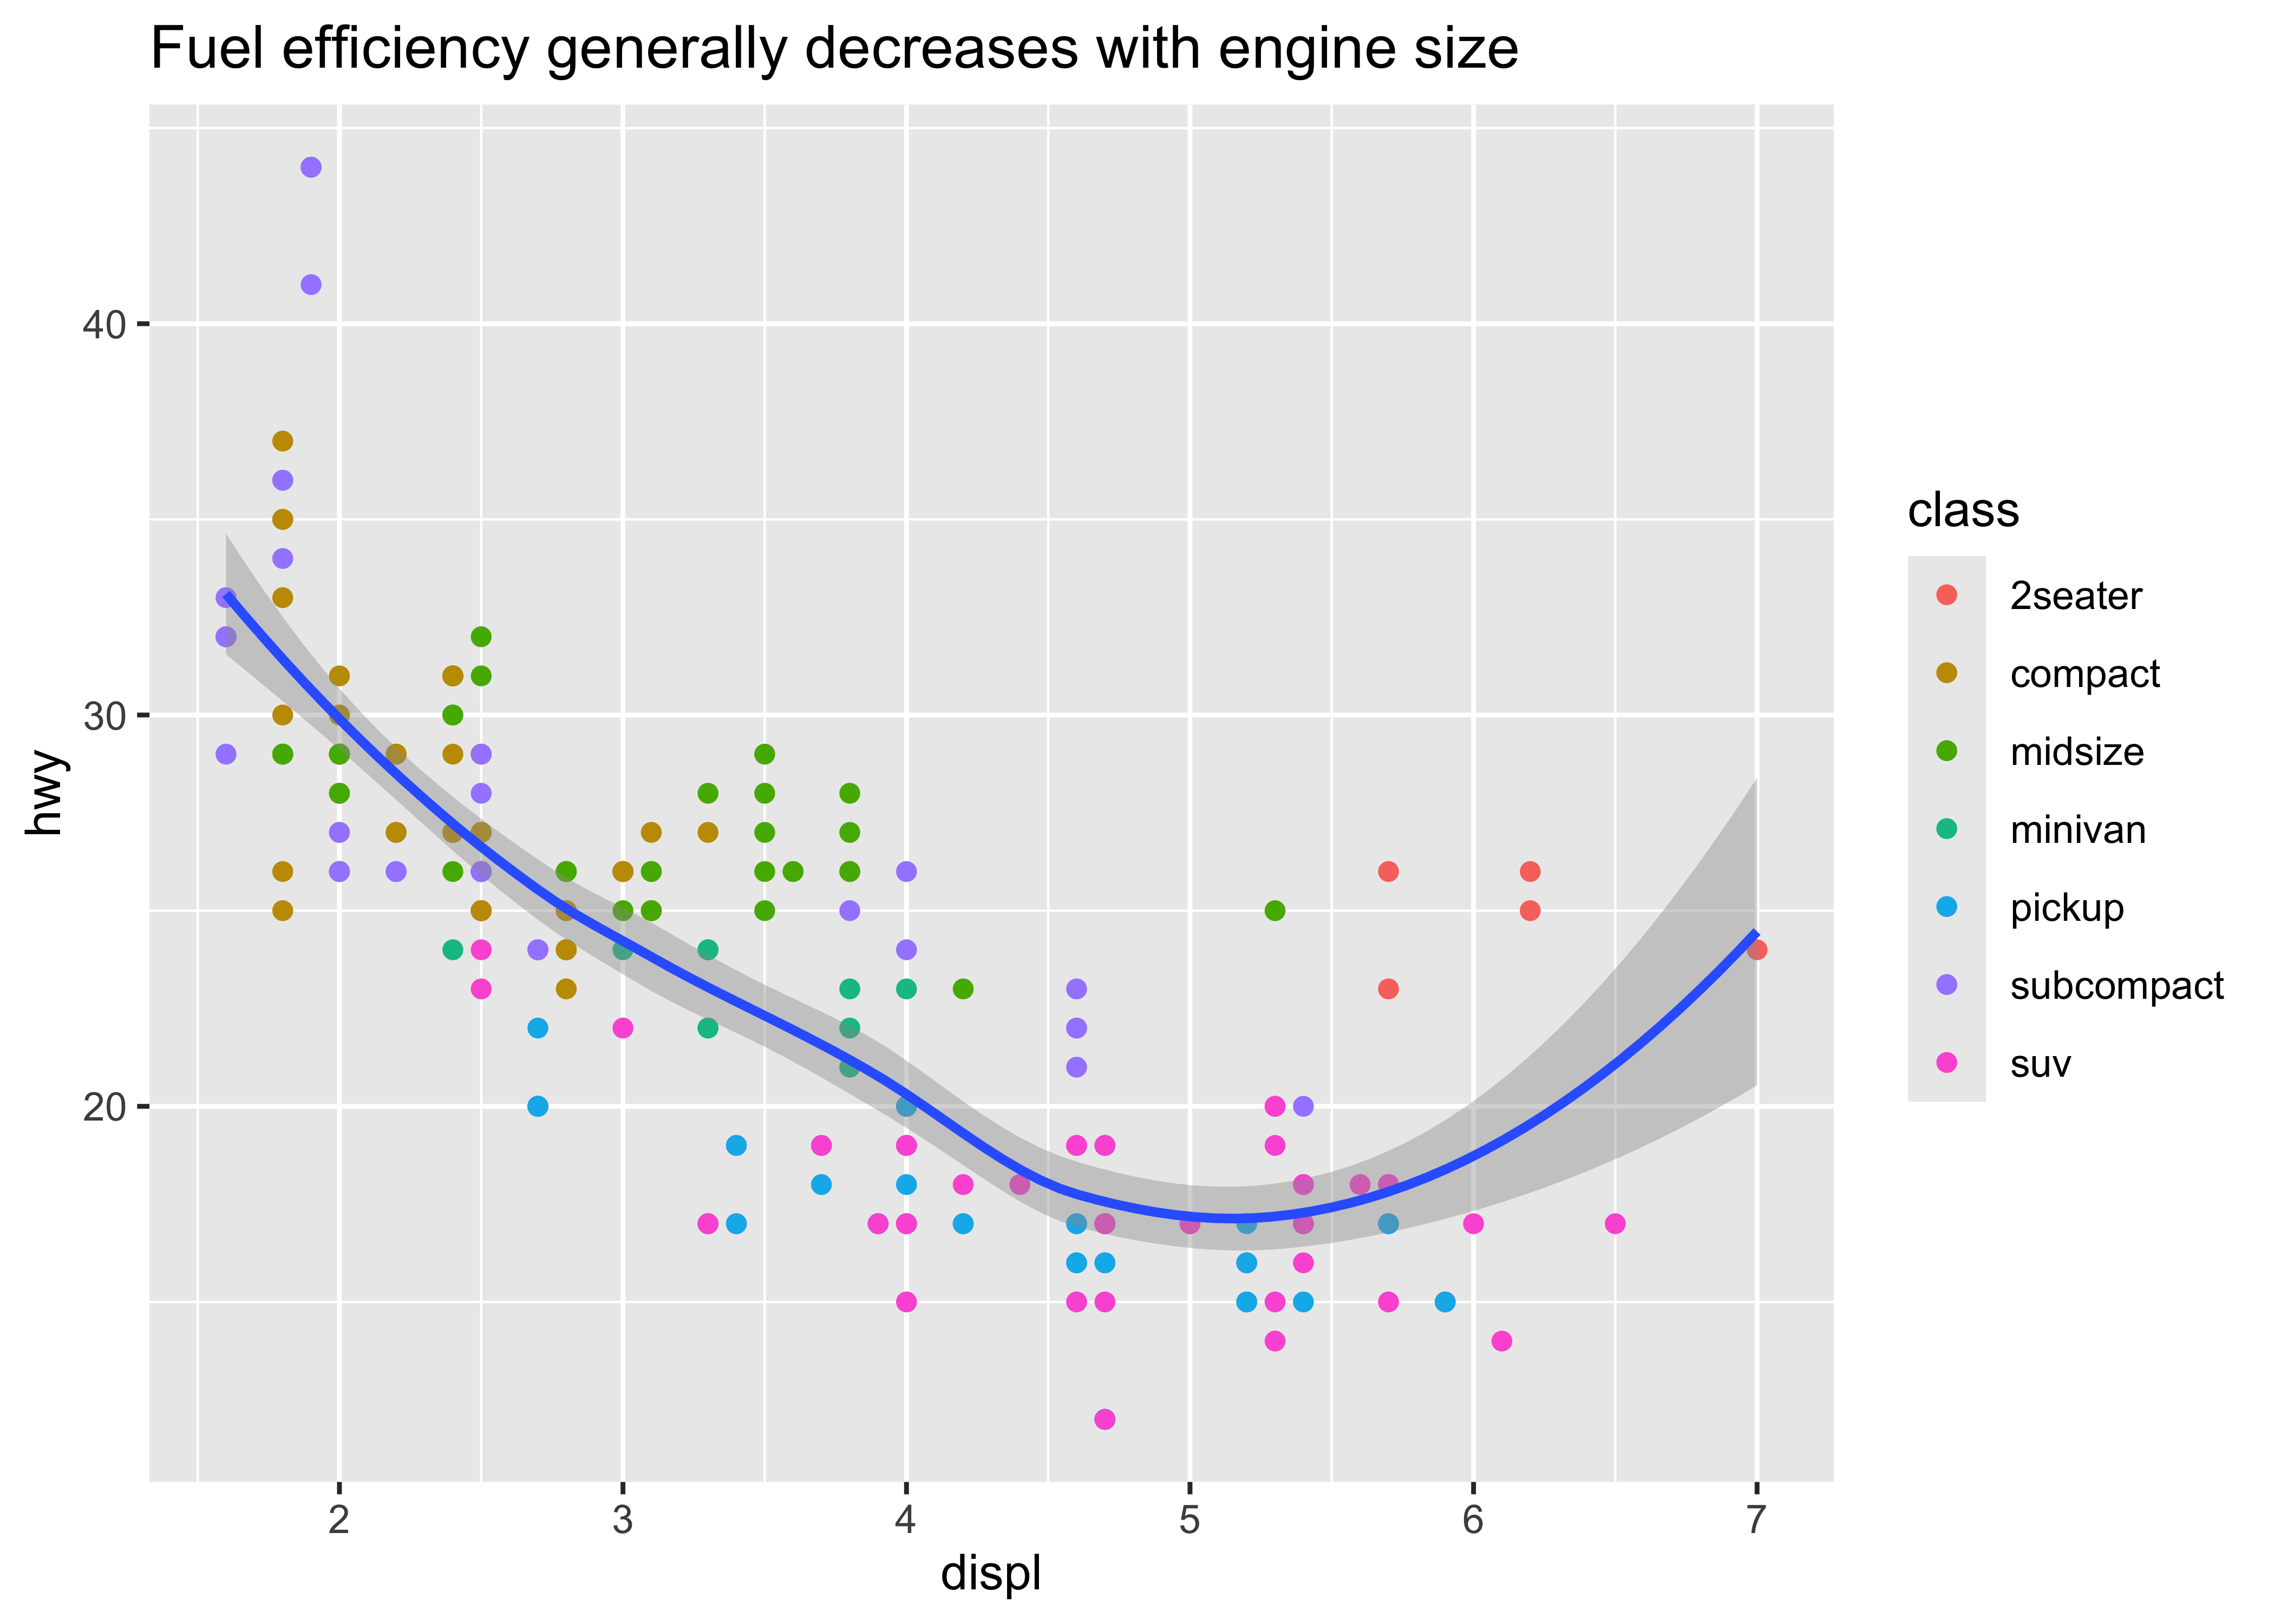 Fuel efficiency generally decreases with engine size
hwy
40
30
20
2 3 4 5 6 7
displ
class
2seater
compact
midsize
minivan
pickup
subcompact
suv